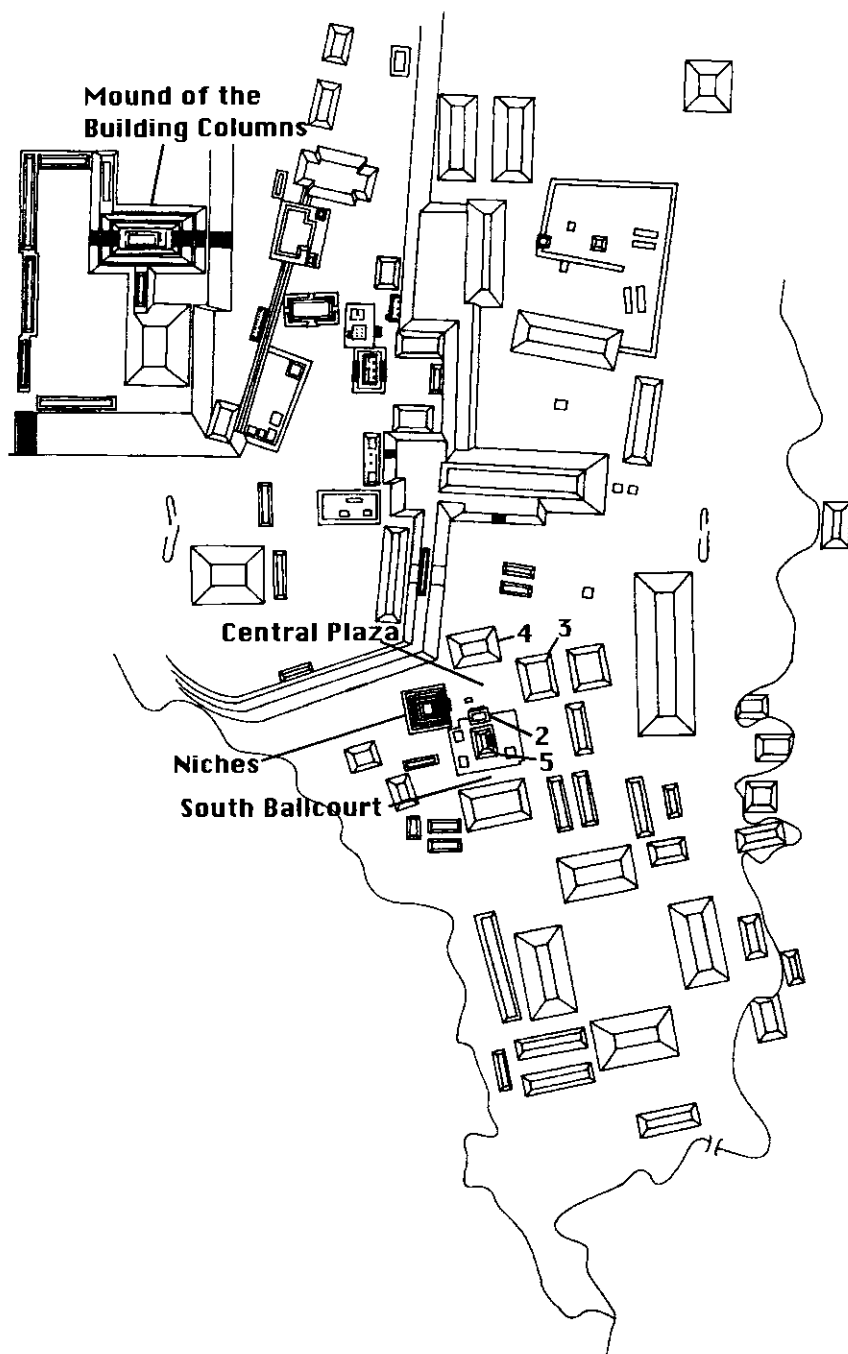 Mound of the
Building Columns
Central Plaza
4
3
2
Niches
5
South Ballcourt